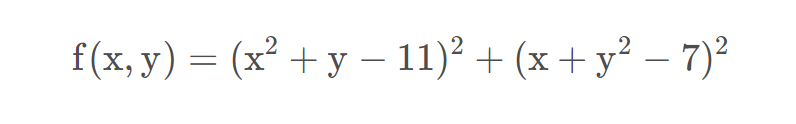 f(x, y) = (x² + y − 11)² + (x + y² − 7)²